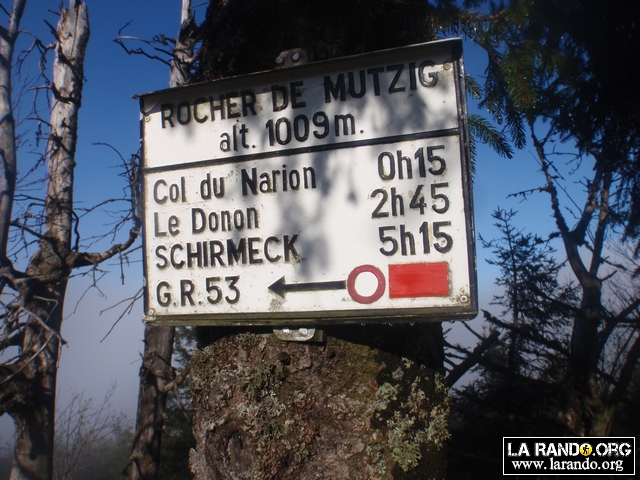 ROCHER DE MUTZIG
alt. 1009m.
Col du Narion 0h15
Le Donon 2h45
SCHIRMECK 5h15
G.R.53
LA RANDO.ORG
www.larando.org